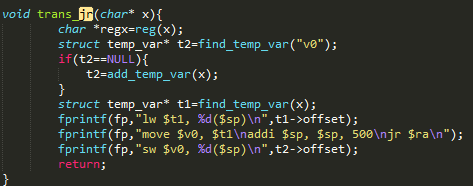 void trans_jr(char* x){
char *regx=reg(x);
struct temp_var* t2=find_temp_var("v0");
if(t2==NULL){
t2=add_temp_var(x);
}
struct temp_var* t1=find_temp_var(x);
fprintf(fp,"lw $t1, %d($sp)\n",t1->offset);
fprintf(fp,"move $v0, $t1\naddi $sp, $sp, 500\njr $ra\n");
fprintf(fp,"sw $v0, %d($sp)\n",t2->offset);
return;
}